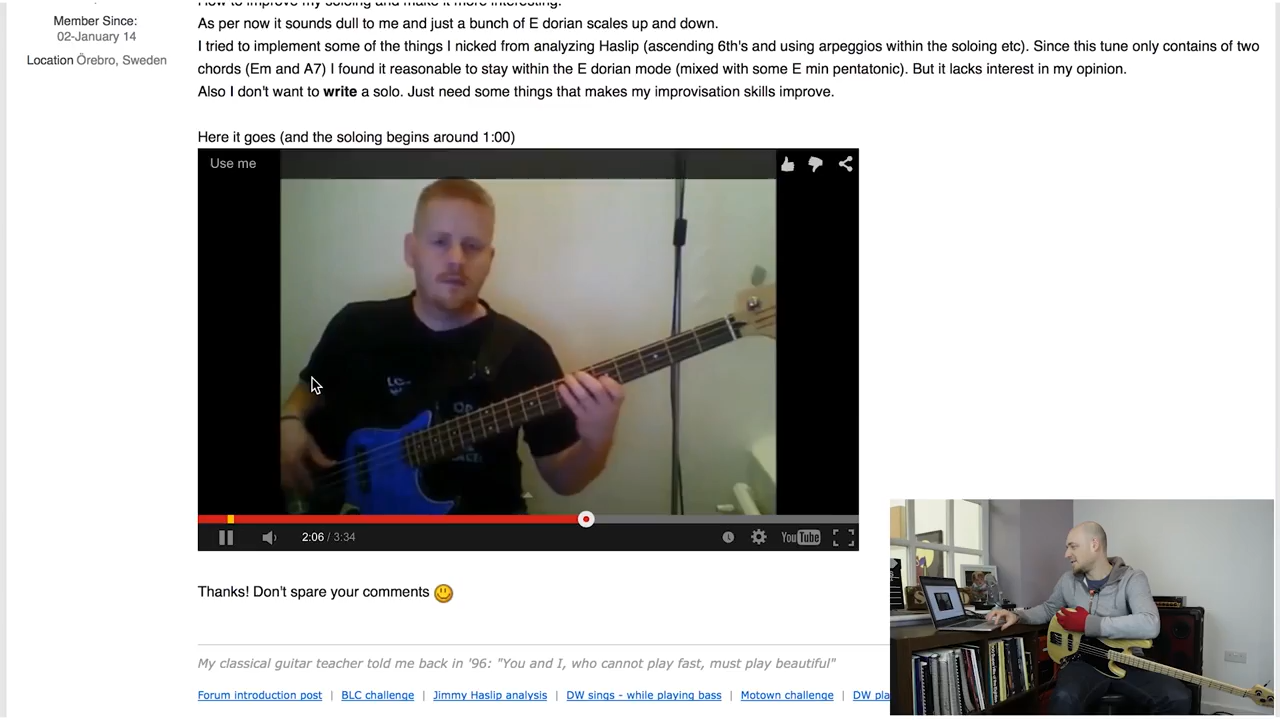 How to improve my soloing and make it more interesting.
Member Since:
02-January 14
Location Örebro, Sweden
As per now it sounds dull to me and just a bunch of E dorian scales up and down.
I tried to implement some of the things I nicked from analyzing Haslip (ascending 6th's and using arpeggios within the soloing etc). Since this tune only contains of two
chords (Em and A7) I found it reasonable to stay within the E dorian mode (mixed with some E min pentatonic). But it lacks interest in my opinion.
Also I don't want to write a solo. Just need some things that makes my improvisation skills improve.
Here it goes (and the soloing begins around 1:00)
Use me
2:06 / 3:34
YouTube
Thanks! Don't spare your comments
My classical guitar teacher told me back in '96: "You and I, who cannot play fast, must play beautiful"
Forum introduction post | BLC challenge | Jimmy Haslip analysis | DW sings - while playing bass | Motown challenge | DW pla